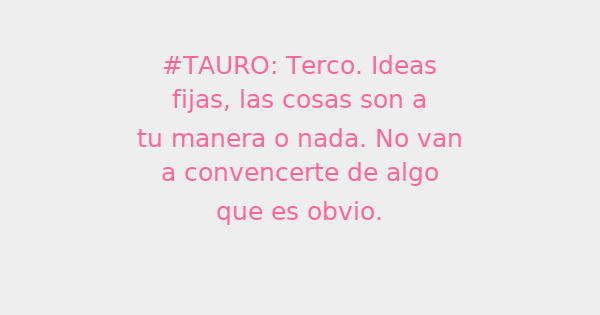 #TAURO: Terco. Ideas
fijas, las cosas son a
tu manera o nada. No van
a convencerte de algo
que es obvio.